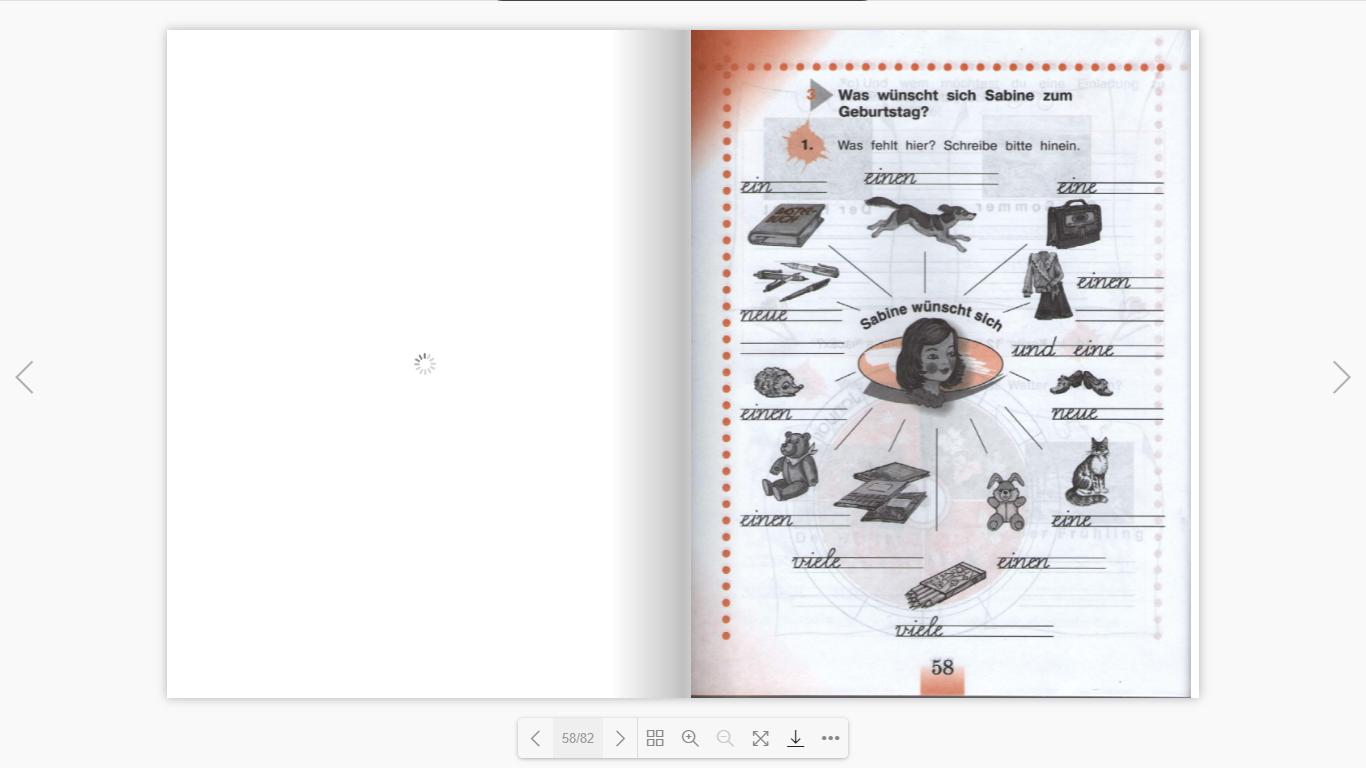 3 Was wünscht sich Sabine zum
Geburtstag?
1. Was fehlt hier? Schreibe bitte hinein.
ein
einen
eine
einen
neue
Sabine wünscht sich
und eine
einen
neue
einen
eine
viele
einen
viele
58
58/82